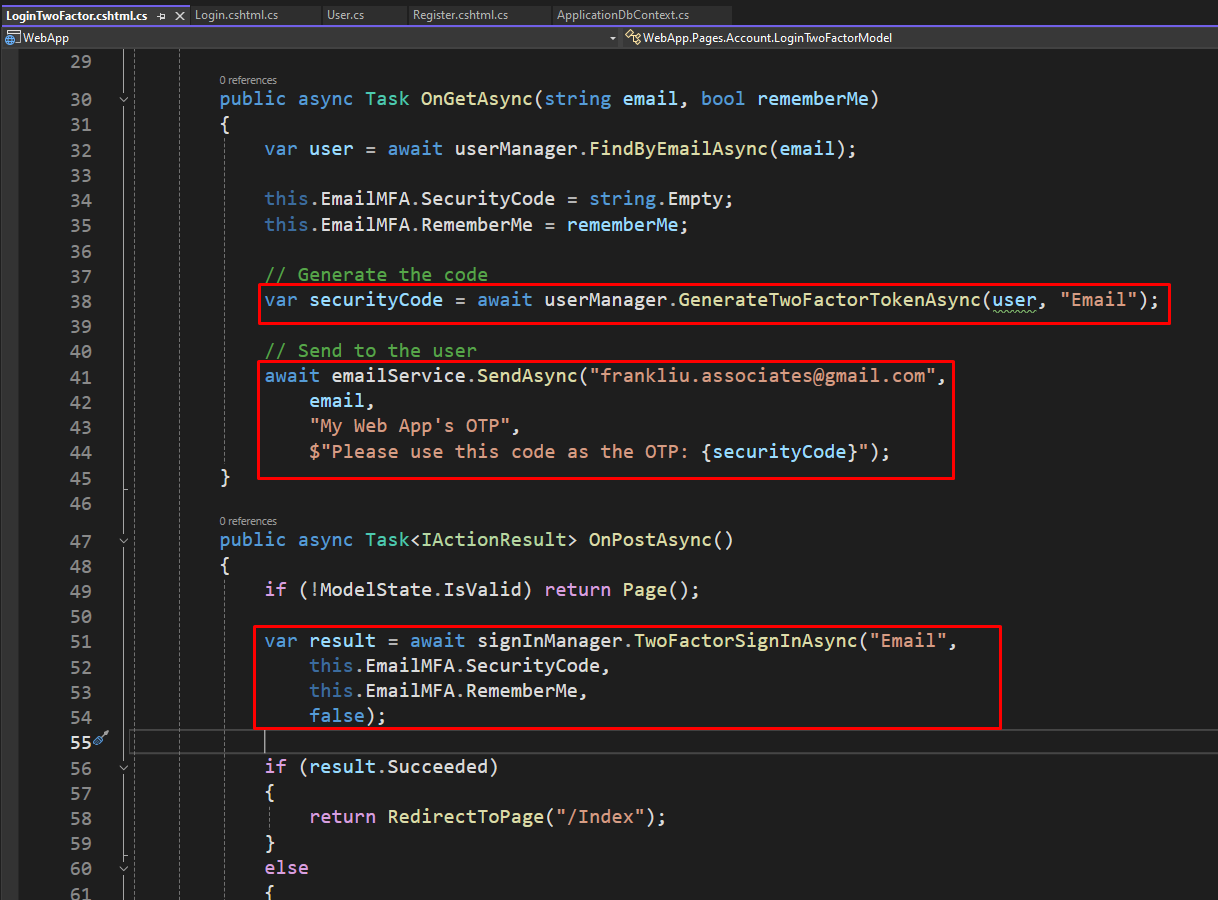 LoginTwoFactor.cshtml.cs Login.cshtml.cs User.cs Register.cshtml.cs ApplicationDbContext.cs
WebApp WebApp.Pages.Account.LoginTwoFactorModel
29
0 references
30 public async Task OnGetAsync(string email, bool rememberMe)
31 {
32 var user = await userManager.FindByEmailAsync(email);
33
34 this.EmailMFA.SecurityCode = string.Empty;
35 this.EmailMFA.RememberMe = rememberMe;
36
37 // Generate the code
38 var securityCode = await userManager.GenerateTwoFactorTokenAsync(user, "Email");
39
40 // Send to the user
41 await emailService.SendAsync("frankliu.associates@gmail.com",
42 email,
43 "My Web App's OTP",
44 $"Please use this code as the OTP: {securityCode}");
45 }
46
0 references
47 public async Task<IActionResult> OnPostAsync()
48 {
49 if (!ModelState.IsValid) return Page();
50
51 var result = await signInManager.TwoFactorSignInAsync("Email",
52 this.EmailMFA.SecurityCode,
53 this.EmailMFA.RememberMe,
54 false);
55
56 if (result.Succeeded)
57 {
58 return RedirectToPage("/Index");
59 }
60 else
61 {